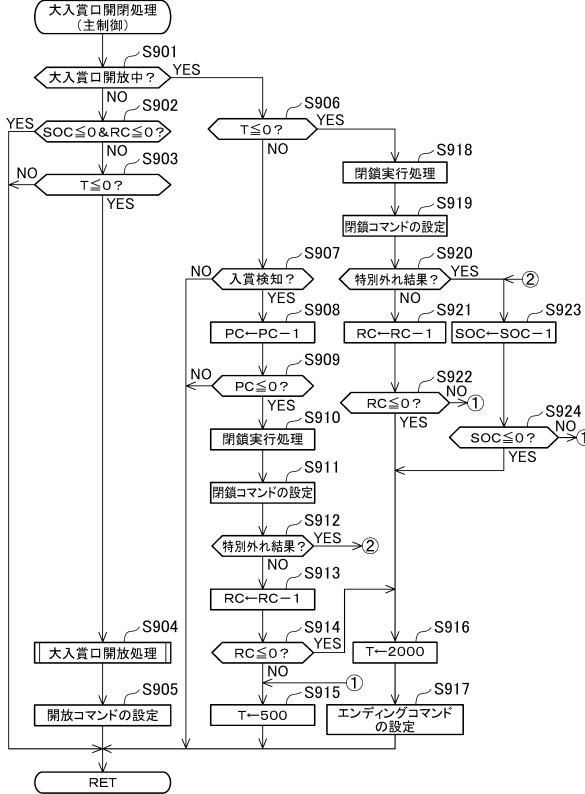 大入賞口開閉処理
(主制御)
S901
大入賞口開放中?
YES
NO
S902
YES
SOC≦0&RC≦0?
NO
S903
NO
T≦0?
YES
S906
T≦0?
YES
NO
S918
閉鎖実行処理
S919
閉鎖コマンドの設定
S907
NO
入賞検知?
YES
S920
特別外れ結果?
YES
②
NO
S908
PC←PC-1
S921
RC←RC-1
S923
SOC←SOC-1
S909
NO
PC≦0?
YES
S922
RC≦0?
NO
①
YES
S924
SOC≦0?
NO
①
YES
S910
閉鎖実行処理
S911
閉鎖コマンドの設定
S912
特別外れ結果?
YES
②
NO
S913
RC←RC-1
S914
RC≦0?
YES
NO
①
S904
大入賞口開放処理
S916
T←2000
S905
開放コマンドの設定
S915
T←500
S917
エンディングコマンド
の設定
RET